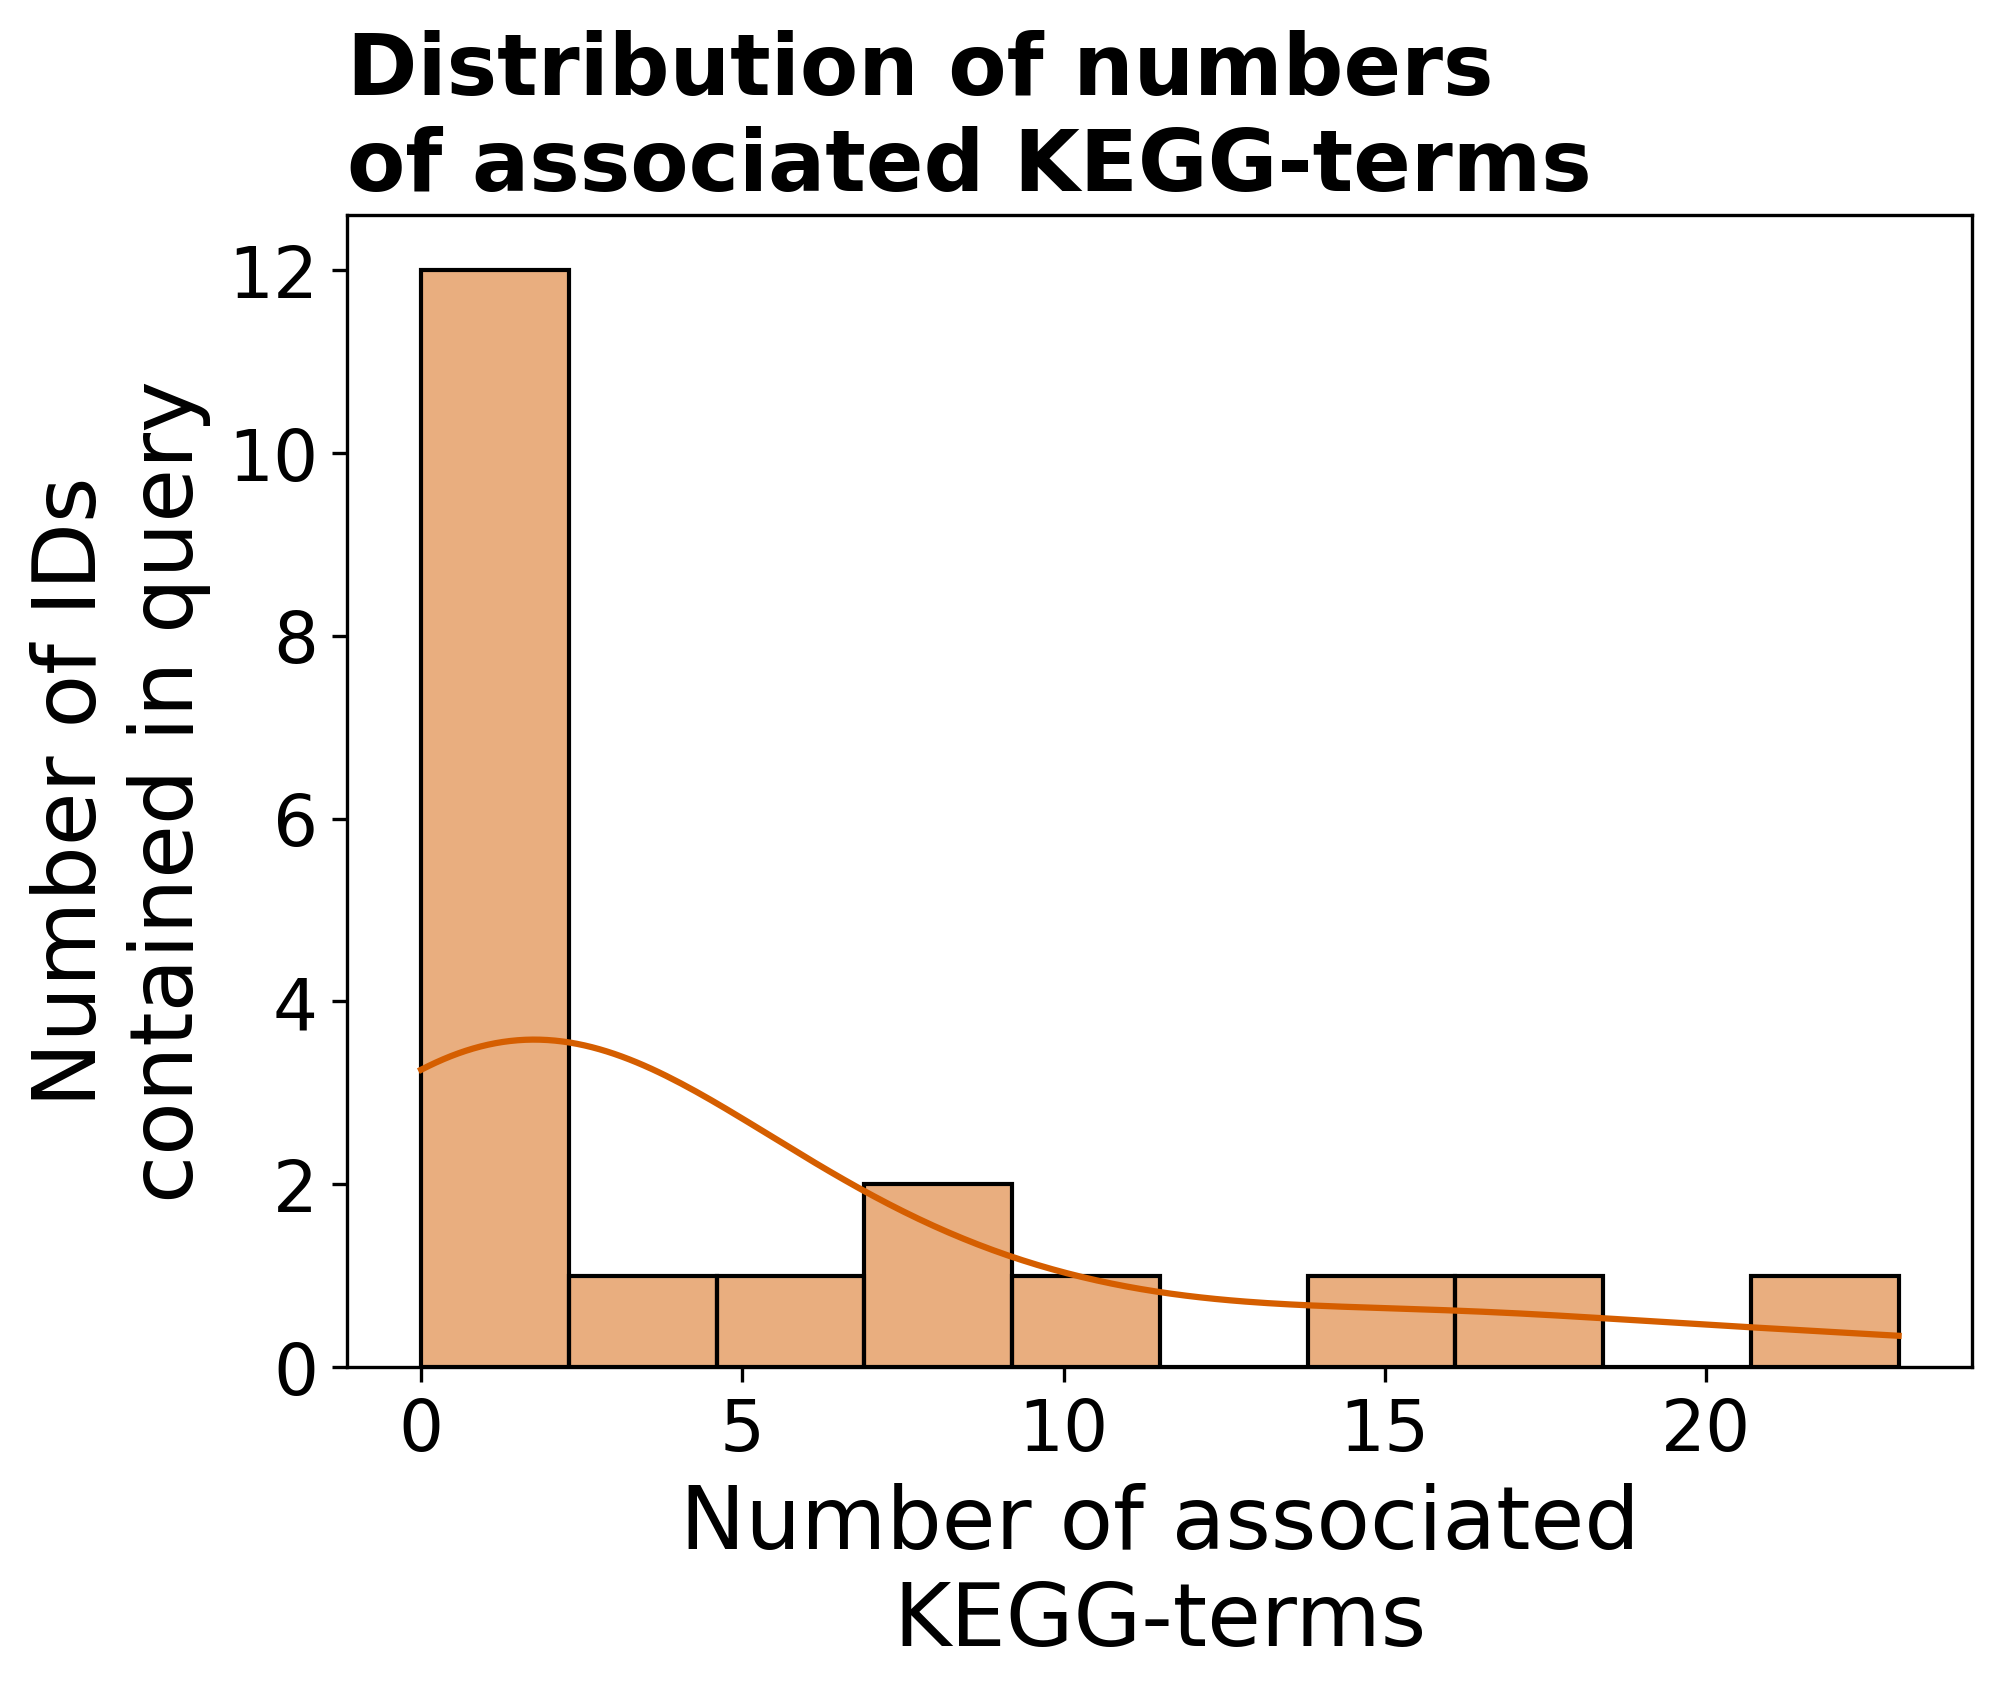 Distribution of numbers
of associated KEGG-terms
Number of IDs
contained in query
12
10
8
6
4
2
0
0 5 10 15 20
Number of associated
KEGG-terms